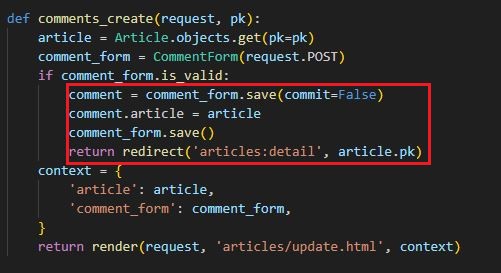 def comments_create(request, pk):
    article = Article.objects.get(pk=pk)
    comment_form = CommentForm(request.POST)
    if comment_form.is_valid:
        comment = comment_form.save(commit=False)
        comment.article = article
        comment_form.save()
        return redirect('articles:detail', article.pk)
    context = {
        'article': article,
        'comment_form': comment_form,
    }
    return render(request, 'articles/update.html', context)